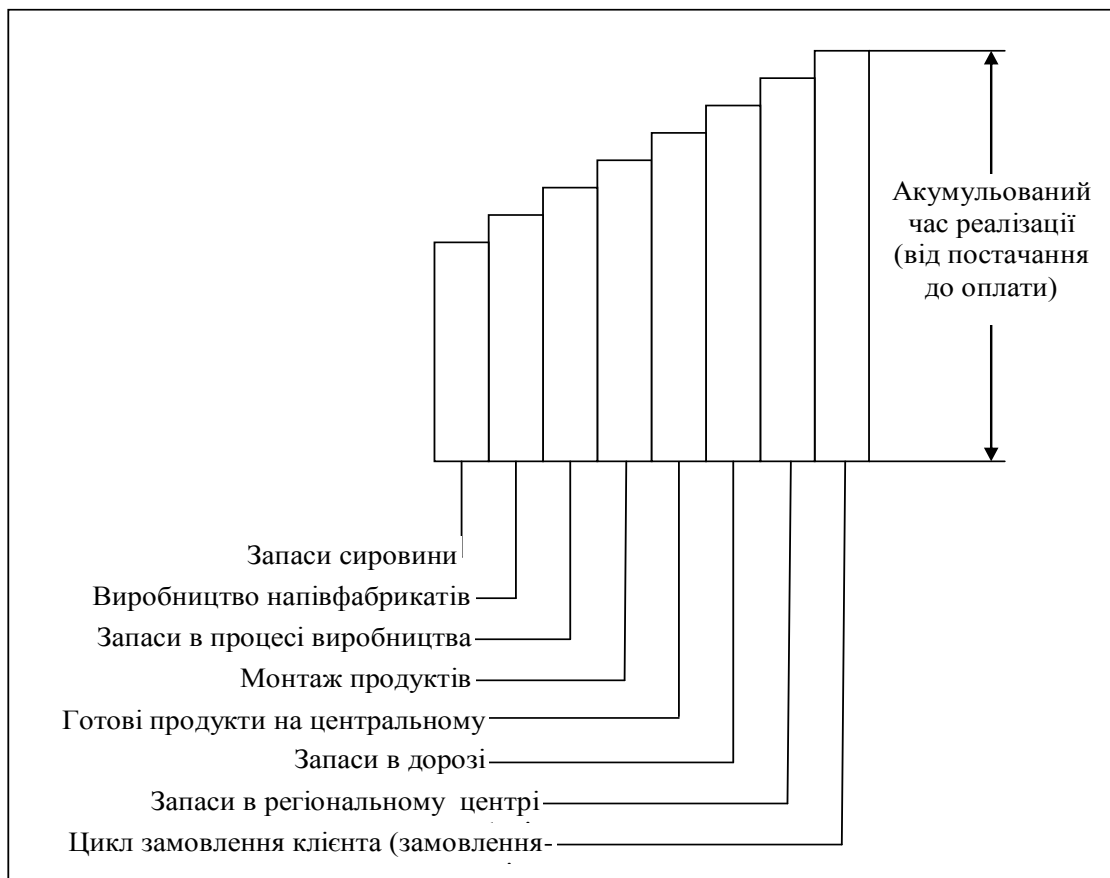 Акумульований
час реалізації
(від постачання
до оплати)
Запаси сировини
Виробництво напівфабрикатів
Запаси в процесі виробництва
Монтаж продуктів
Готові продукти на центральному
Запаси в дорозі
Запаси в регіональному центрі
Цикл замовлення клієнта (замовлення-